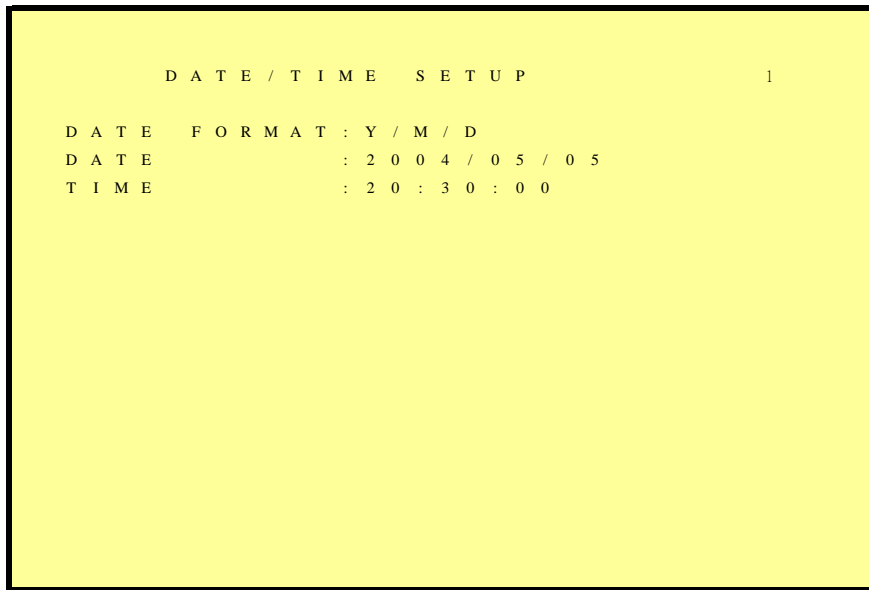 DATE/TIME SETUP 1
DATE FORMAT:Y/M/D
DATE :2004/05/05
TIME :20:30:00